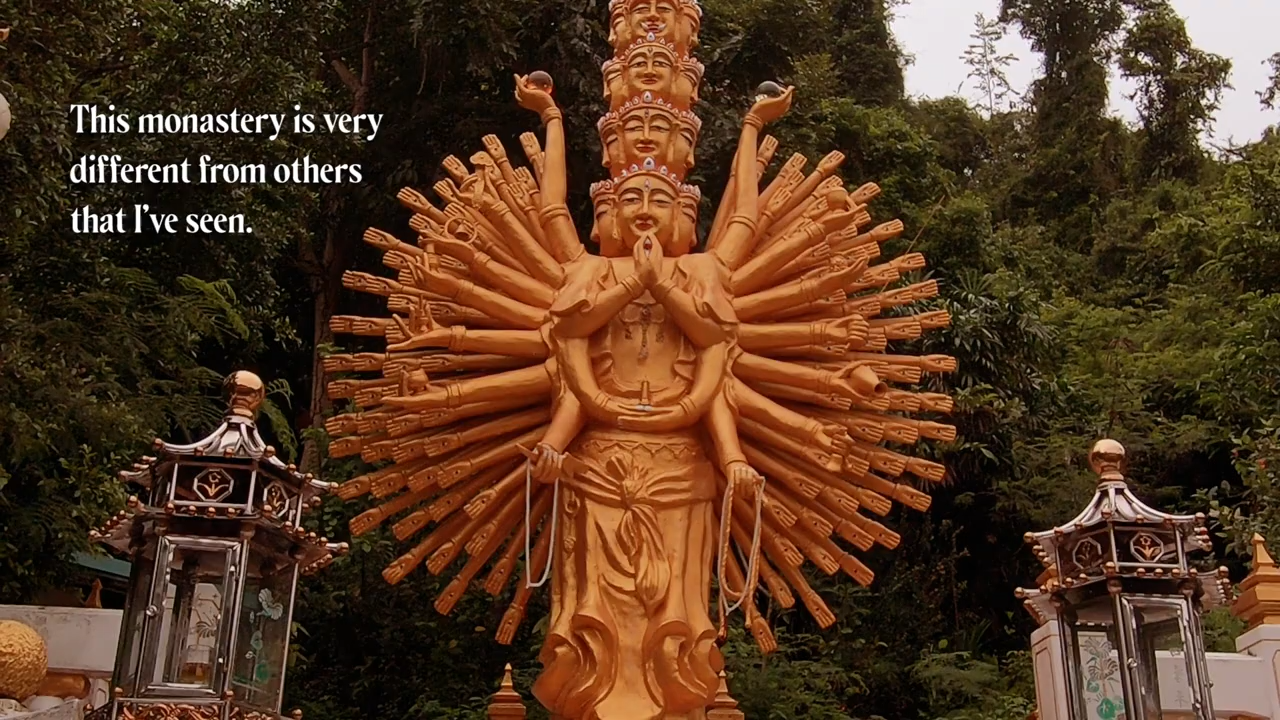 This monastery is very
different from others
that I've seen.